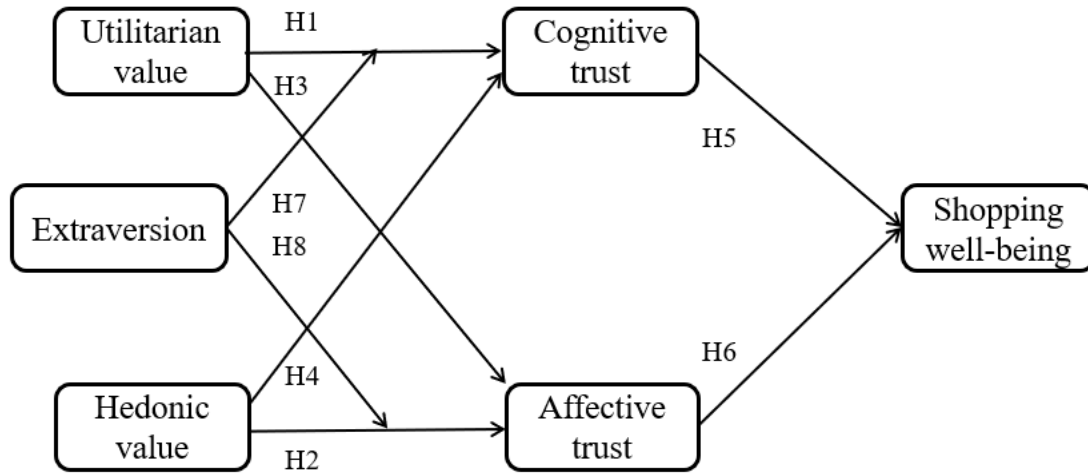 H1
Utilitarian
value
Cognitive
trust
H3
H5
H7
Extraversion
H8
Shopping
well-being
H6
H4
Hedonic
value
Affective
trust
H2